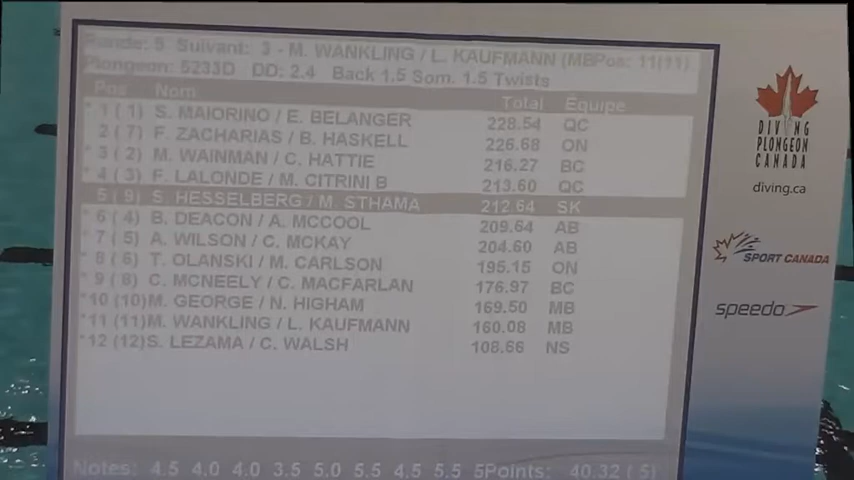 Ronde: 5 Suivant: 3 - M. WANKLING / L. KAUFMANN (MBPos: 11(11)
Plongeon: 5233D DD: 2.4 Back 1.5 Som. 1.5 Twists
Pos Nom Total Équipe
* 1 ( 1) S. MAIORINO / E. BELANGER 228.54 QC
2 ( 7) F. ZACHARIAS / B. HASKELL 226.68 ON
* 3 ( 2) M. WAINMAN / C. HATTIE 216.27 BC
* 4 ( 3) F. LALONDE / M. CITRINI B 213.60 QC
5 ( 9) S. HESSELBERG / M. STHAMA 212.64 SK
* 6 ( 4) B. DEACON / A. MCCOOL 209.64 AB
* 7 ( 5) A. WILSON / C. MCKAY 204.60 AB
* 8 ( 6) T. OLANSKI / M. CARLSON 195.15 ON
* 9 ( 8) C. MCNEELY / C. MACFARLAN 176.97 BC
*10 (10)M. GEORGE / N. HIGHAM 169.50 MB
*11 (11)M. WANKLING / L. KAUFMANN 160.08 MB
*12 (12)S. LEZAMA / C. WALSH 108.66 NS
Notes: 4.5 4.0 4.0 3.5 5.0 5.5 4.5 5.5 5Points: 40.32 ( 5)
DIVING
PLONGEON
CANADA
diving.ca
SPORT CANADA
speedo